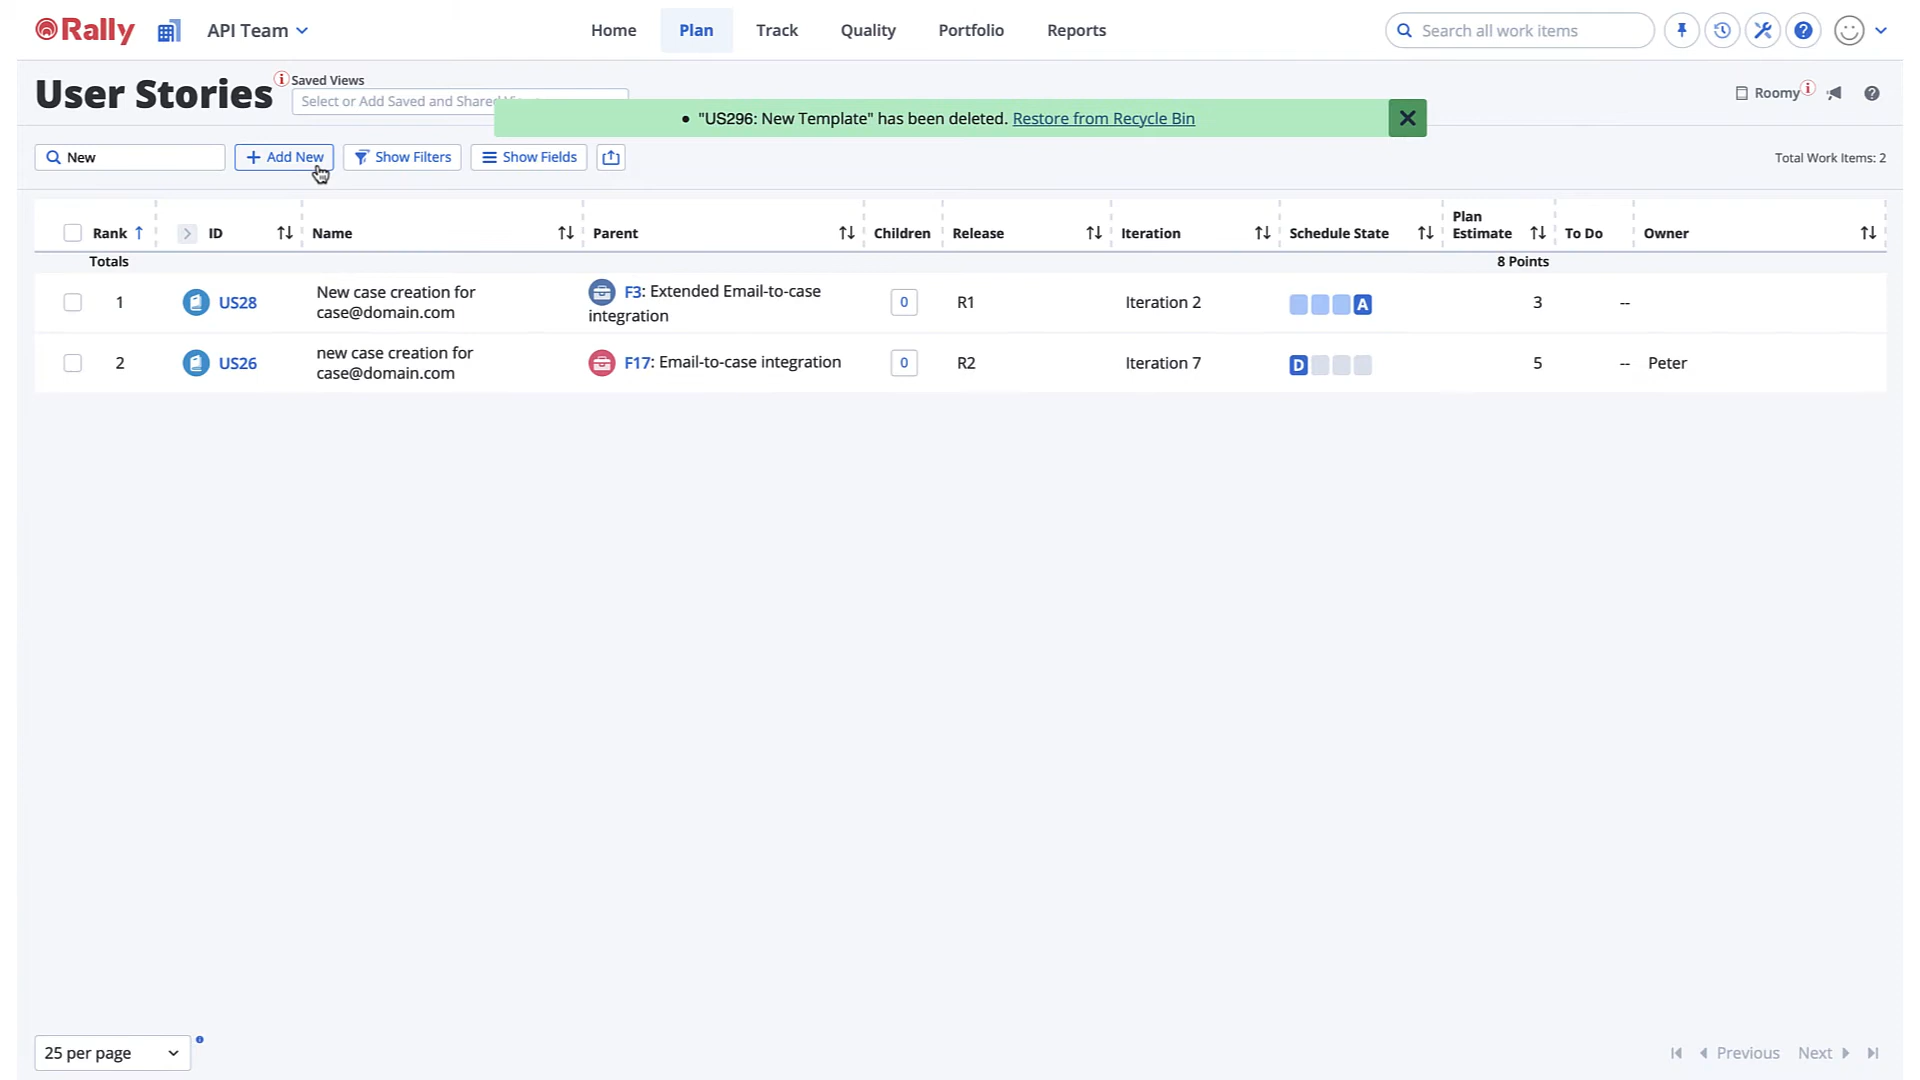 Rally API Team Home Plan Track Quality Portfolio Reports Search all work items
User Stories Saved Views Roomy
Select or Add Saved and Shared
• "US296: New Template" has been deleted. Restore from Recycle Bin
New + Add New Show Filters Show Fields Total Work Items: 2
Rank ID Name Parent Children Release Iteration Schedule State Plan Estimate To Do Owner
Totals 8 Points
1 US28 New case creation for case@domain.com F3: Extended Email-to-case integration 0 R1 Iteration 2 A 3 --
2 US26 new case creation for case@domain.com F17: Email-to-case integration 0 R2 Iteration 7 D 5 -- Peter
25 per page Previous Next